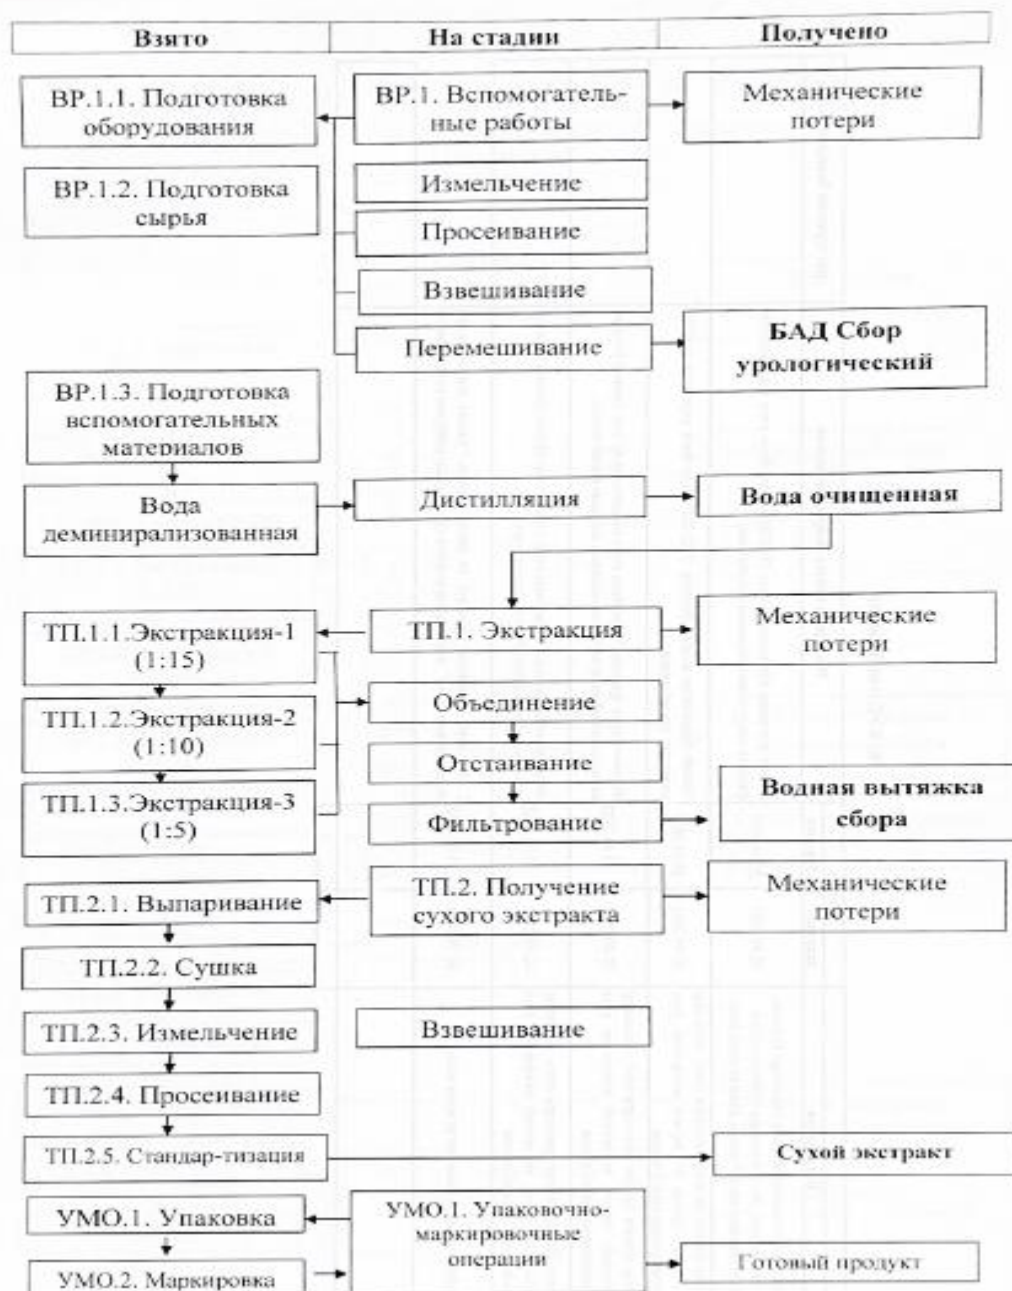 Взято На стадии Получено
ВР.1.1. Подготовка
оборудования
ВР.1. Вспомогатель-
ные работы
Механические
потери
ВР.1.2. Подготовка
сырья
Измельчение
Просеивание
Взвешивание
Перемешивание
БАД Сбор
урологический
ВР.1.3. Подготовка
вспомогательных
материалов
Вода
деминирализованная
Дистилляция
Вода очищенная
ТП.1.1.Экстракция-1
(1:15)
ТП.1. Экстракция
Механические
потери
ТП.1.2.Экстракция-2
(1:10)
Объединение
Отстаивание
ТП.1.3.Экстракция-3
(1:5)
Фильтрование
Водная вытяжка
сбора
ТП.2.1. Выпаривание
ТП.2. Получение
сухого экстракта
Механические
потери
ТП.2.2. Сушка
ТП.2.3. Измельчение
Взвешивание
ТП.2.4. Просеивание
ТП.2.5. Стандар-тизация
Сухой экстракт
УМО.1. Упаковка
УМО.1. Упаковочно-
маркировочные
операции
Готовый продукт
УМО.2. Маркировка